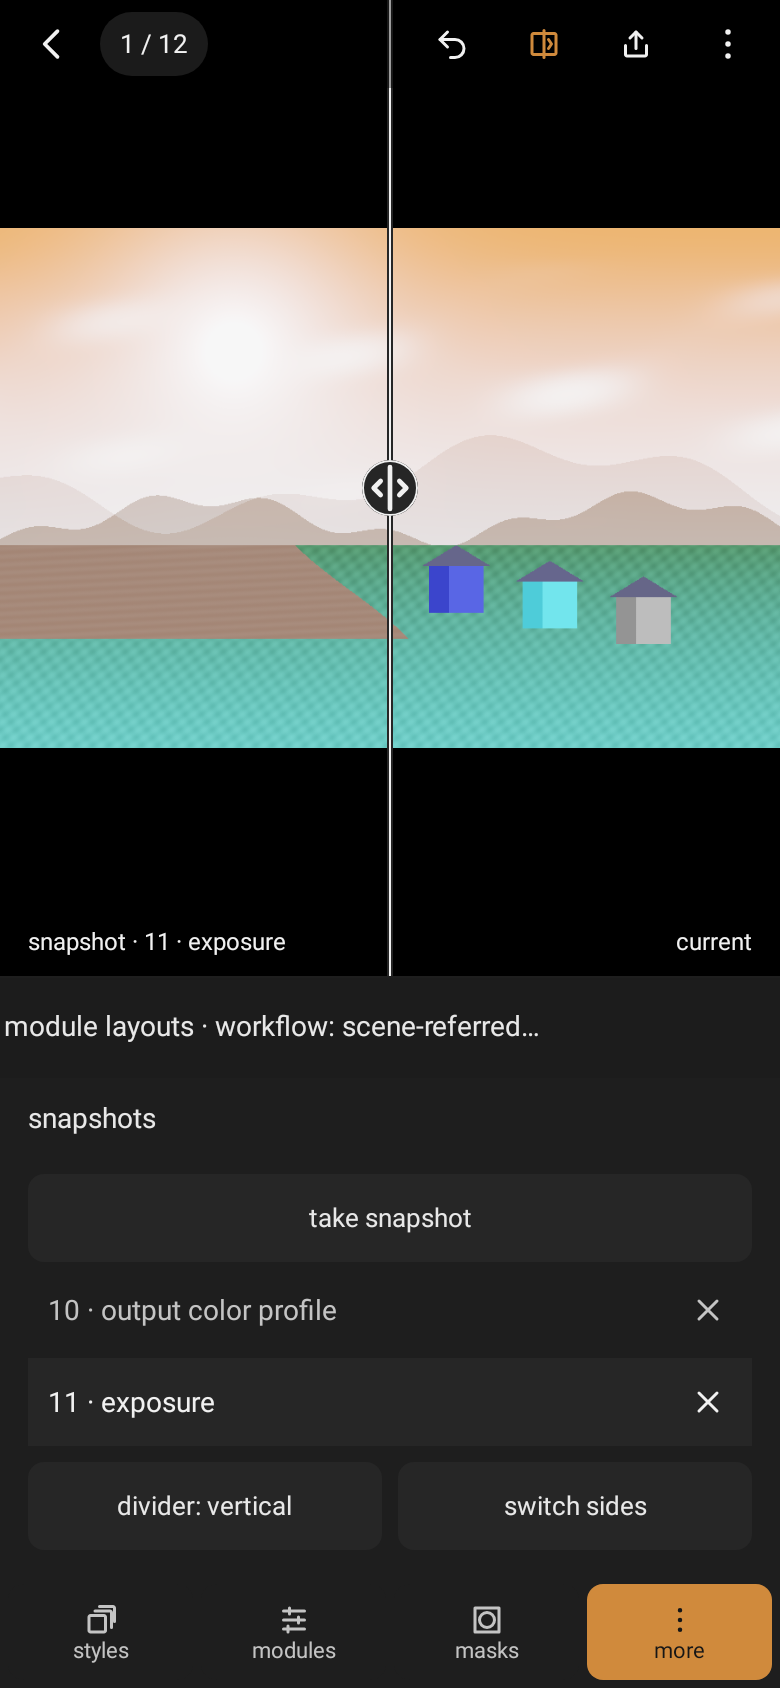 1 / 12
snapshot · 11 · exposure
current
module layouts · workflow: scene-referred…
snapshots
take snapshot
10 · output color profile
11 · exposure
divider: vertical
switch sides
styles
modules
masks
more